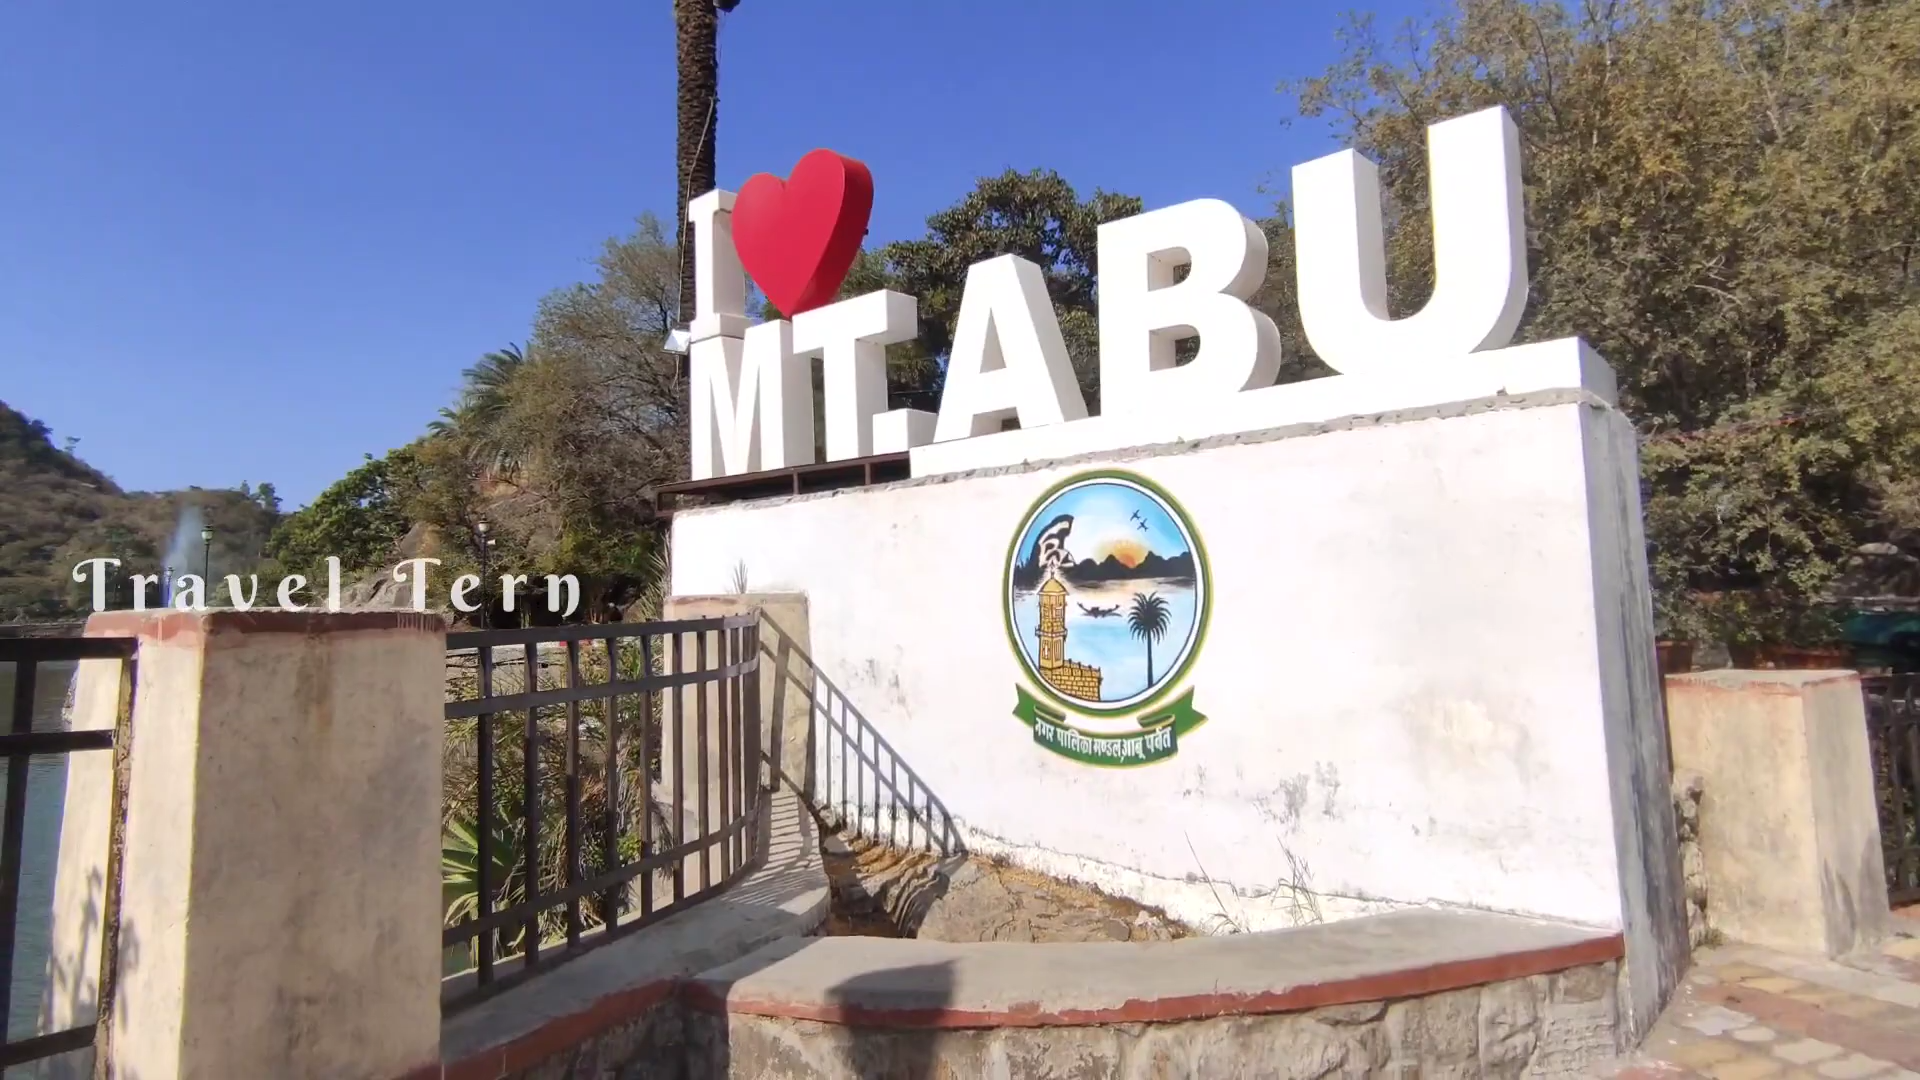 I ❤
MT.ABU
नगर पालिका मण्डल,आबू पर्वत
Travel Tern